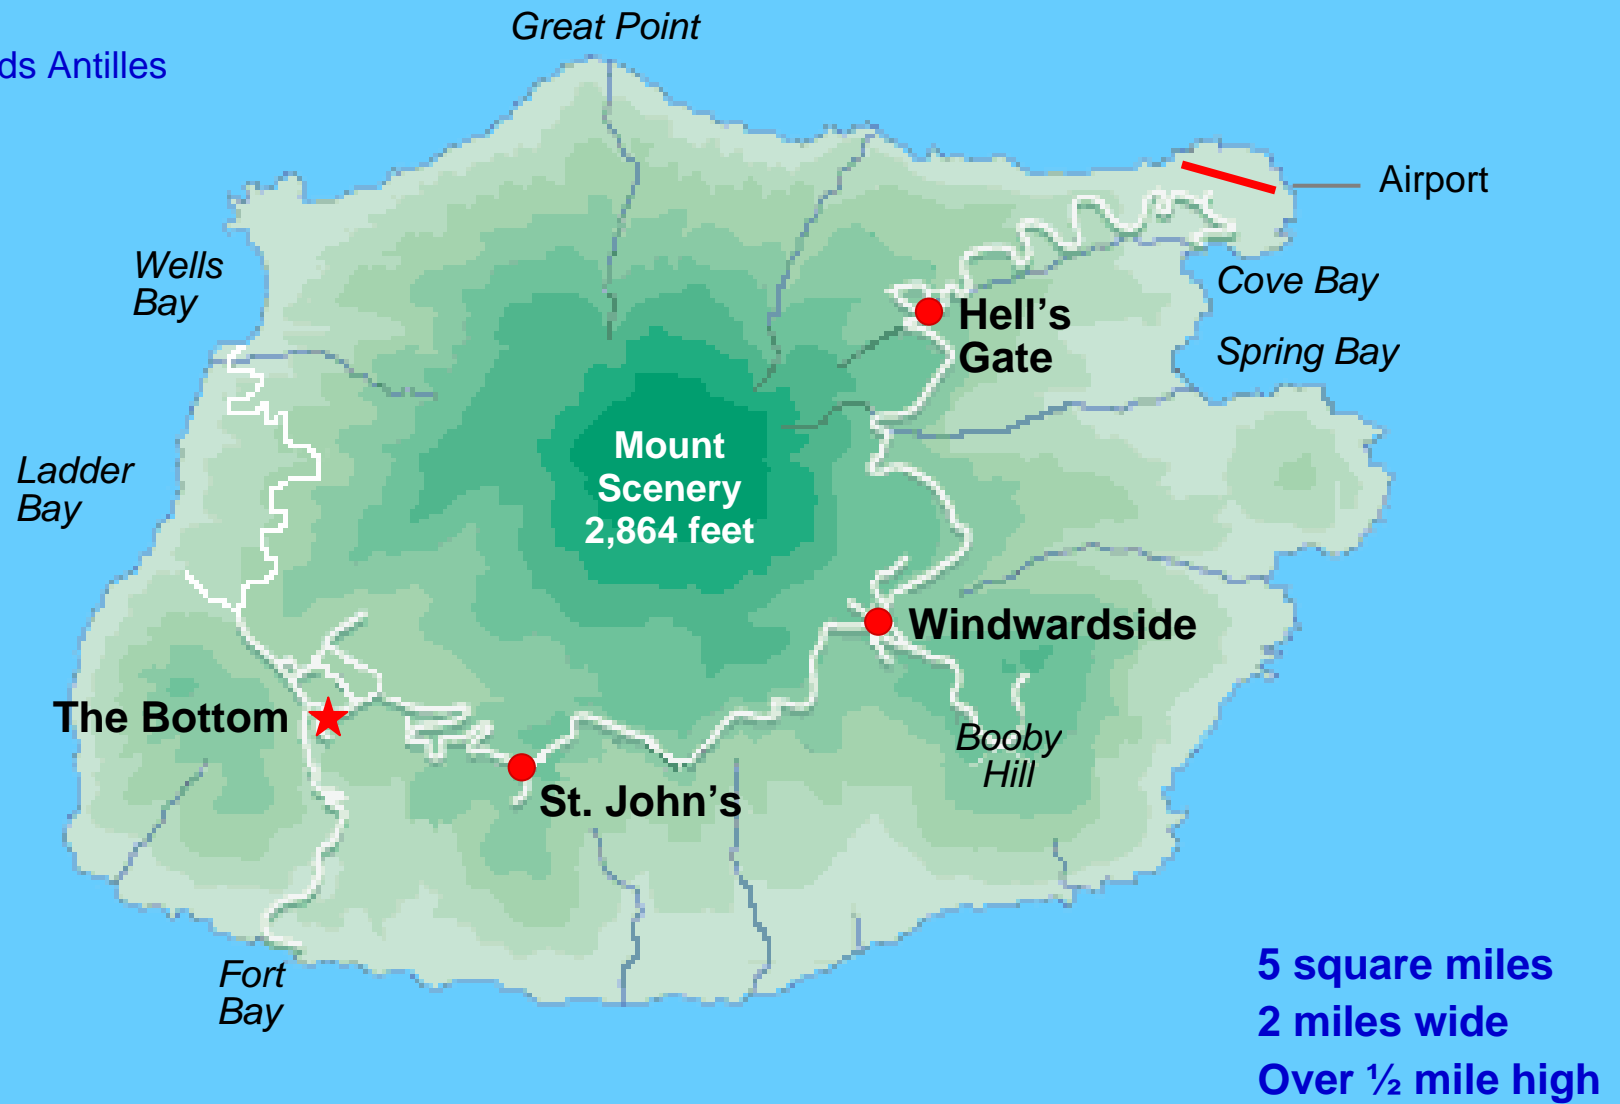 Great Point
ds Antilles
Airport
Wells
Bay
Cove Bay
Hell’s
Gate
Spring Bay
Mount
Scenery
2,864 feet
Ladder
Bay
Windwardside
The Bottom
Booby
Hill
St. John’s
Fort
Bay
5 square miles
2 miles wide
Over ½ mile high